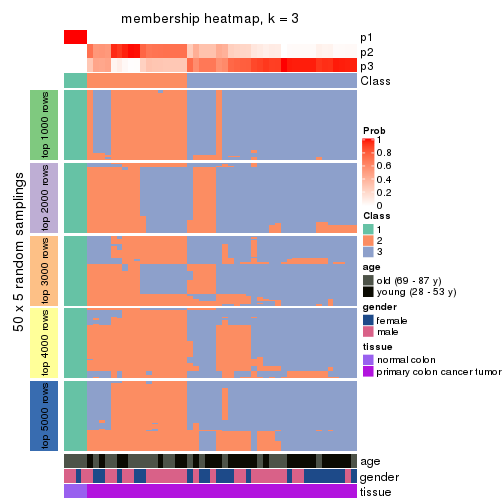 membership heatmap, k = 3
p1
p2
p3
Class
50 x 5 random samplings
top 1000 rows
top 2000 rows
top 3000 rows
top 4000 rows
top 5000 rows
Prob
1
0.8
0.6
0.4
0.2
0
Class
1
2
3
age
old (69 - 87 y)
young (28 - 53 y)
gender
female
male
tissue
normal colon
primary colon cancer tumor
age
gender
tissue